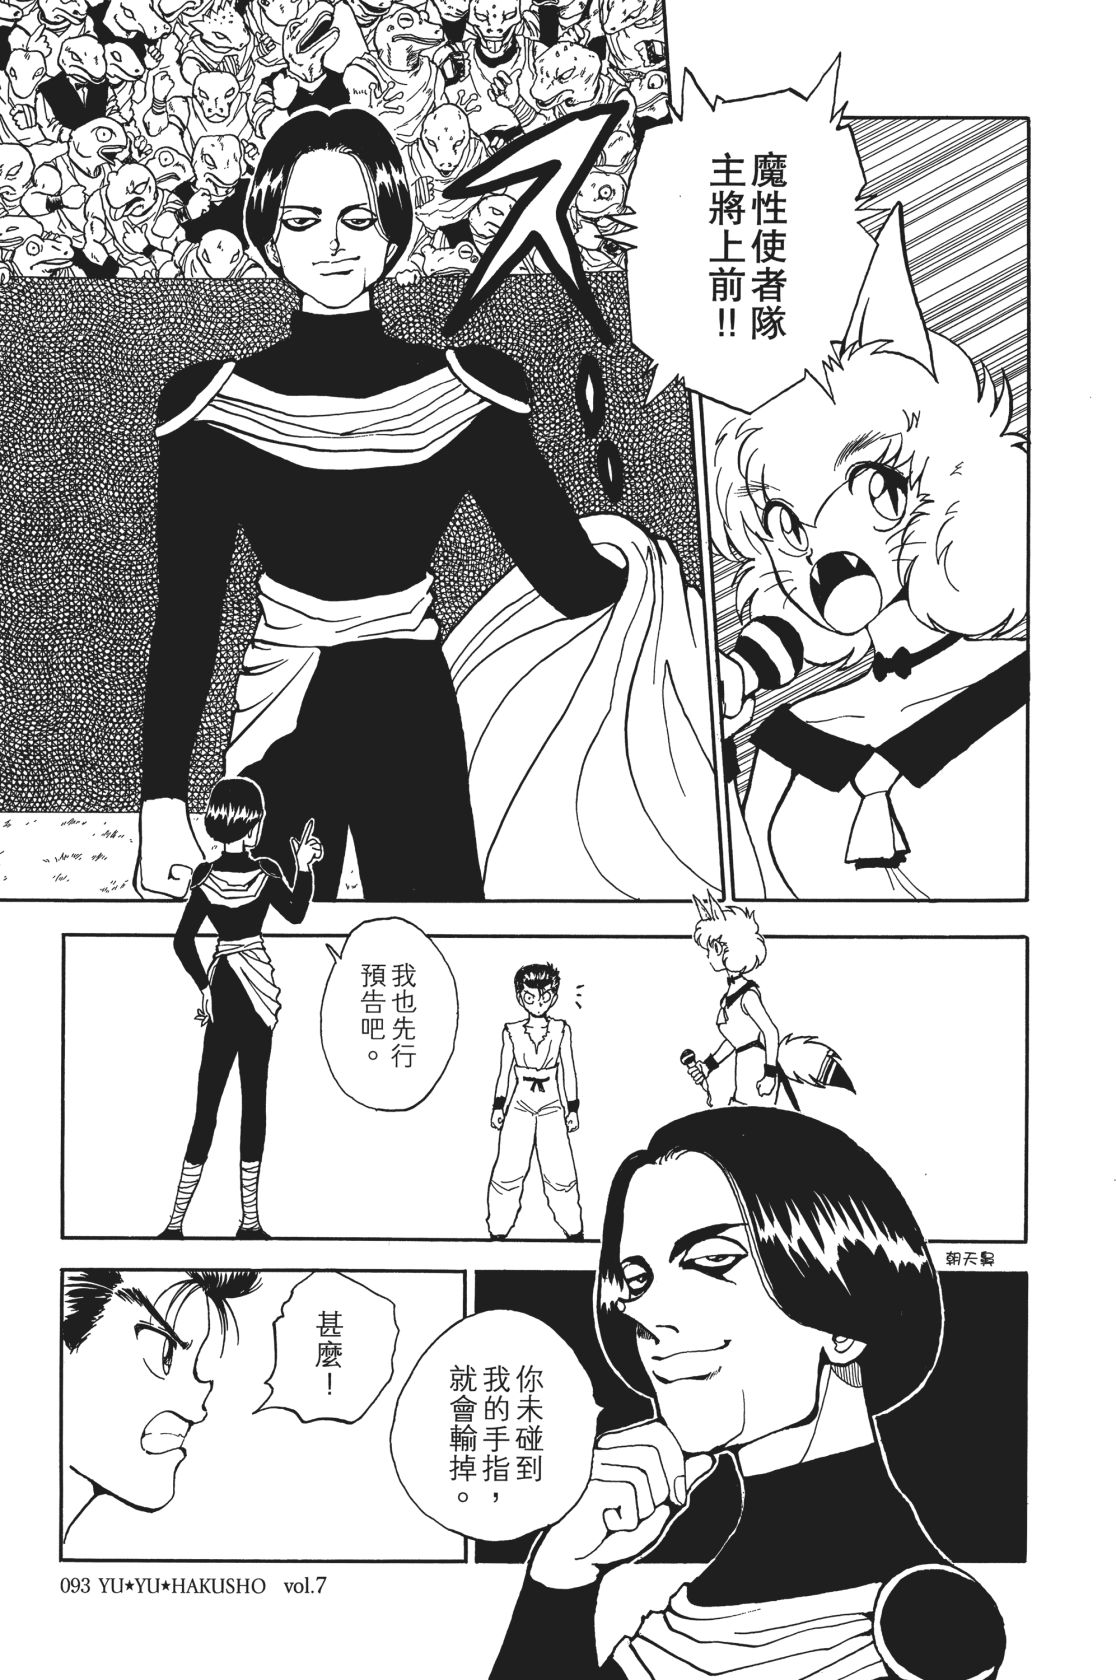 魔性使者隊
主將上前!!
ス…
我也先行
預告吧。
朝天鼻
你未碰到
我的手指，
就會輸掉。
甚麼！
093 YU★YU★HAKUSHO vol.7